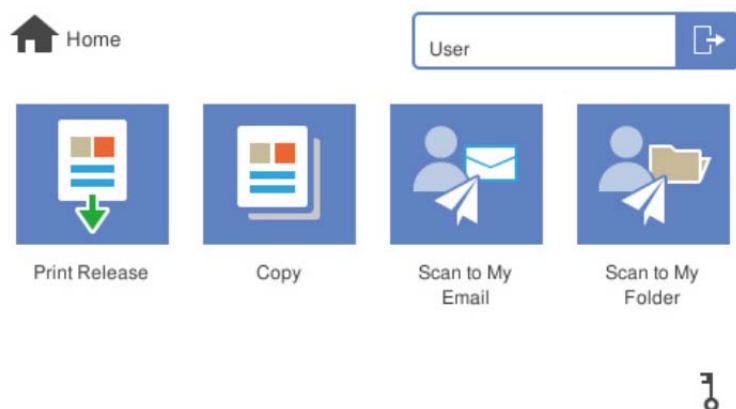 Home
User
Print Release
Copy
Scan to My
Email
Scan to My
Folder